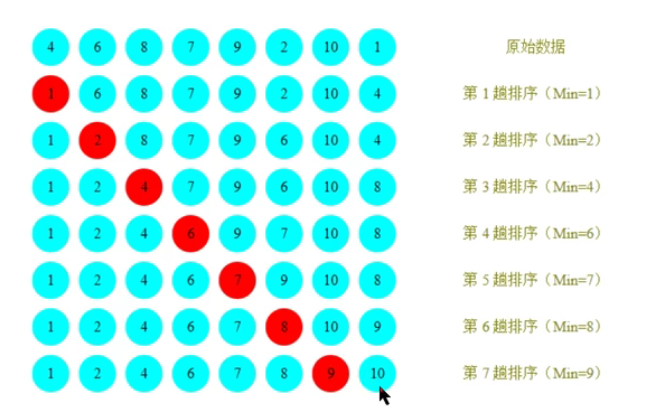 4 6 8 7 9 2 10 1 原始数据
1 6 8 7 9 2 10 4 第 1 趟排序（Min=1）
1 2 8 7 9 6 10 4 第 2 趟排序（Min=2）
1 2 4 7 9 6 10 8 第 3 趟排序（Min=4）
1 2 4 6 9 7 10 8 第 4 趟排序（Min=6）
1 2 4 6 7 9 10 8 第 5 趟排序（Min=7）
1 2 4 6 7 8 10 9 第 6 趟排序（Min=8）
1 2 4 6 7 8 9 10 第 7 趟排序（Min=9）